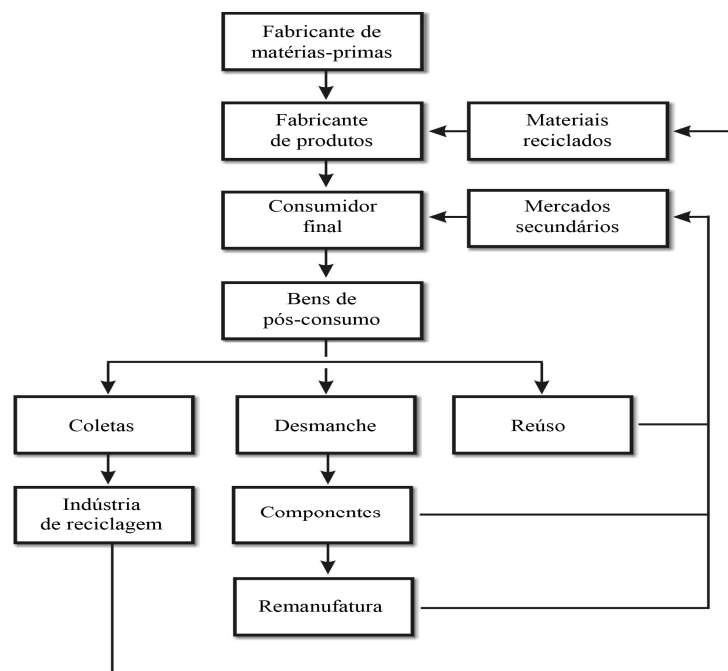 Fabricante de
matérias-primas
Fabricante
de produtos
Materiais
reciclados
Consumidor
final
Mercados
secundários
Bens de
pós-consumo
Coletas
Desmanche
Reúso
Indústria
de reciclagem
Componentes
Remanufatura